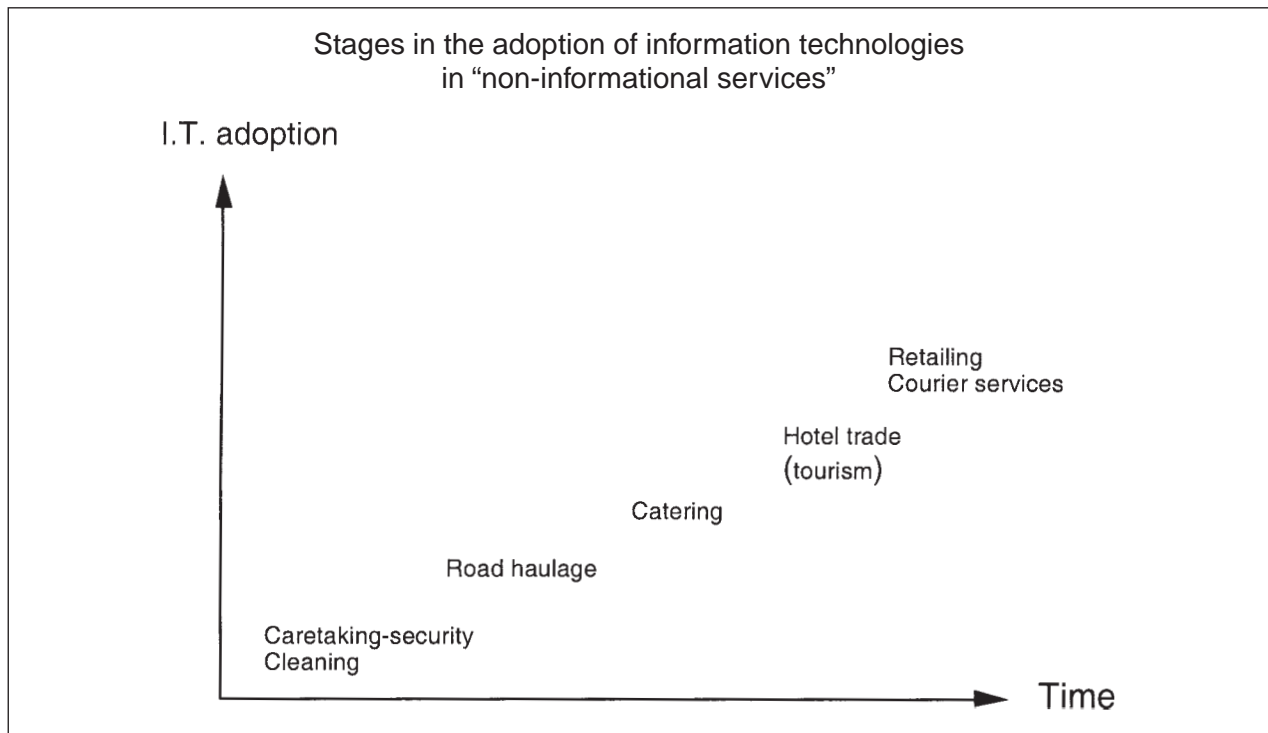 Stages in the adoption of information technologies
in “non-informational services”
I.T. adoption
Retailing
Courier services
Hotel trade
(tourism)
Catering
Road haulage
Caretaking-security
Cleaning
Time